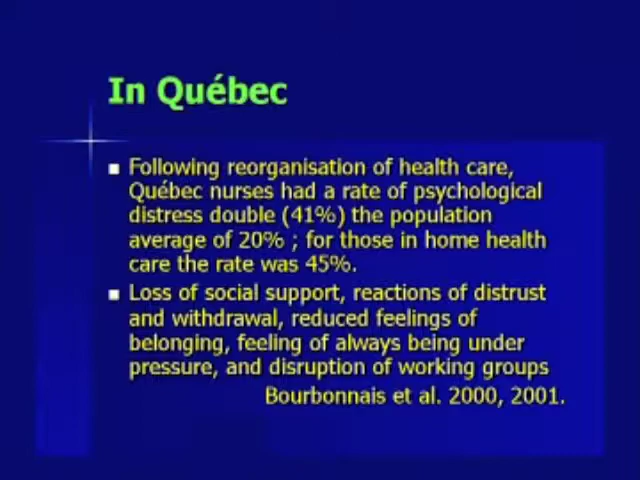 In Québec
Following reorganisation of health care,
Québec nurses had a rate of psychological
distress double (41%) the population
average of 20% ; for those in home health
care the rate was 45%.
Loss of social support, reactions of distrust
and withdrawal, reduced feelings of
belonging, feeling of always being under
pressure, and disruption of working groups
Bourbonnais et al. 2000, 2001.